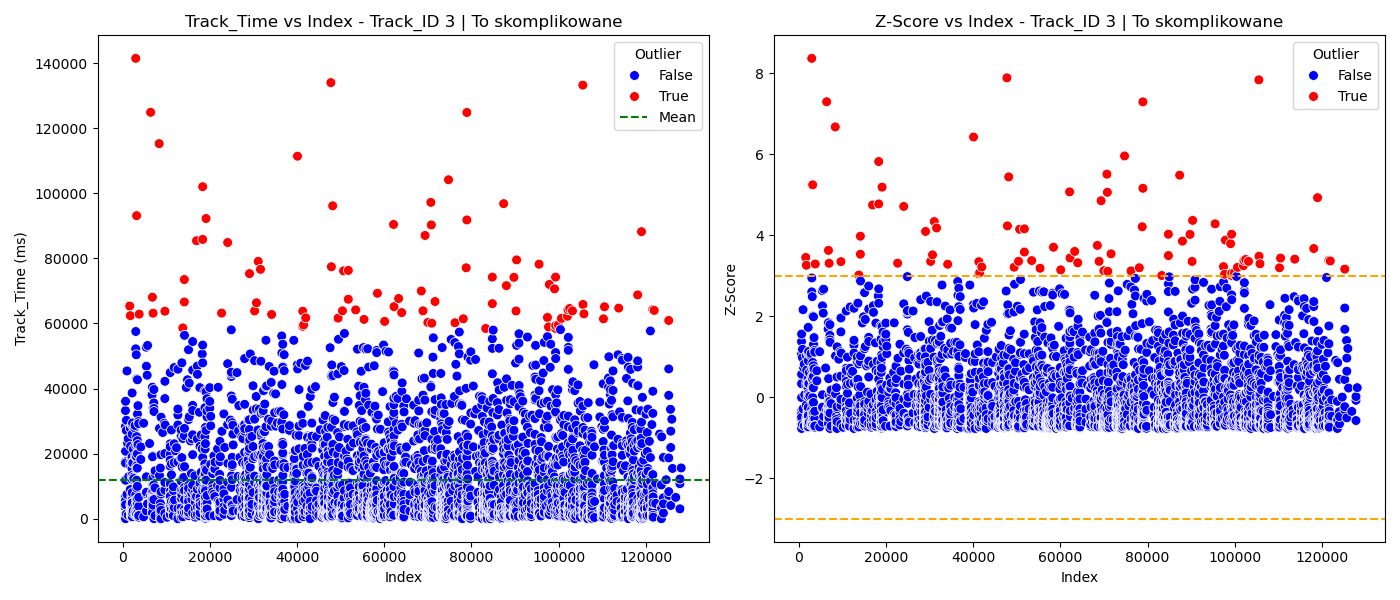 Track_Time vs Index - Track_ID 3 | To skomplikowane
Track_Time (ms)
140000
120000
100000
80000
60000
40000
20000
0
0 20000 40000 60000 80000 100000 120000
Index
Outlier
False
True
Mean
Z-Score vs Index - Track_ID 3 | To skomplikowane
Z-Score
8
6
4
2
0
−2
0 20000 40000 60000 80000 100000 120000
Index
Outlier
False
True